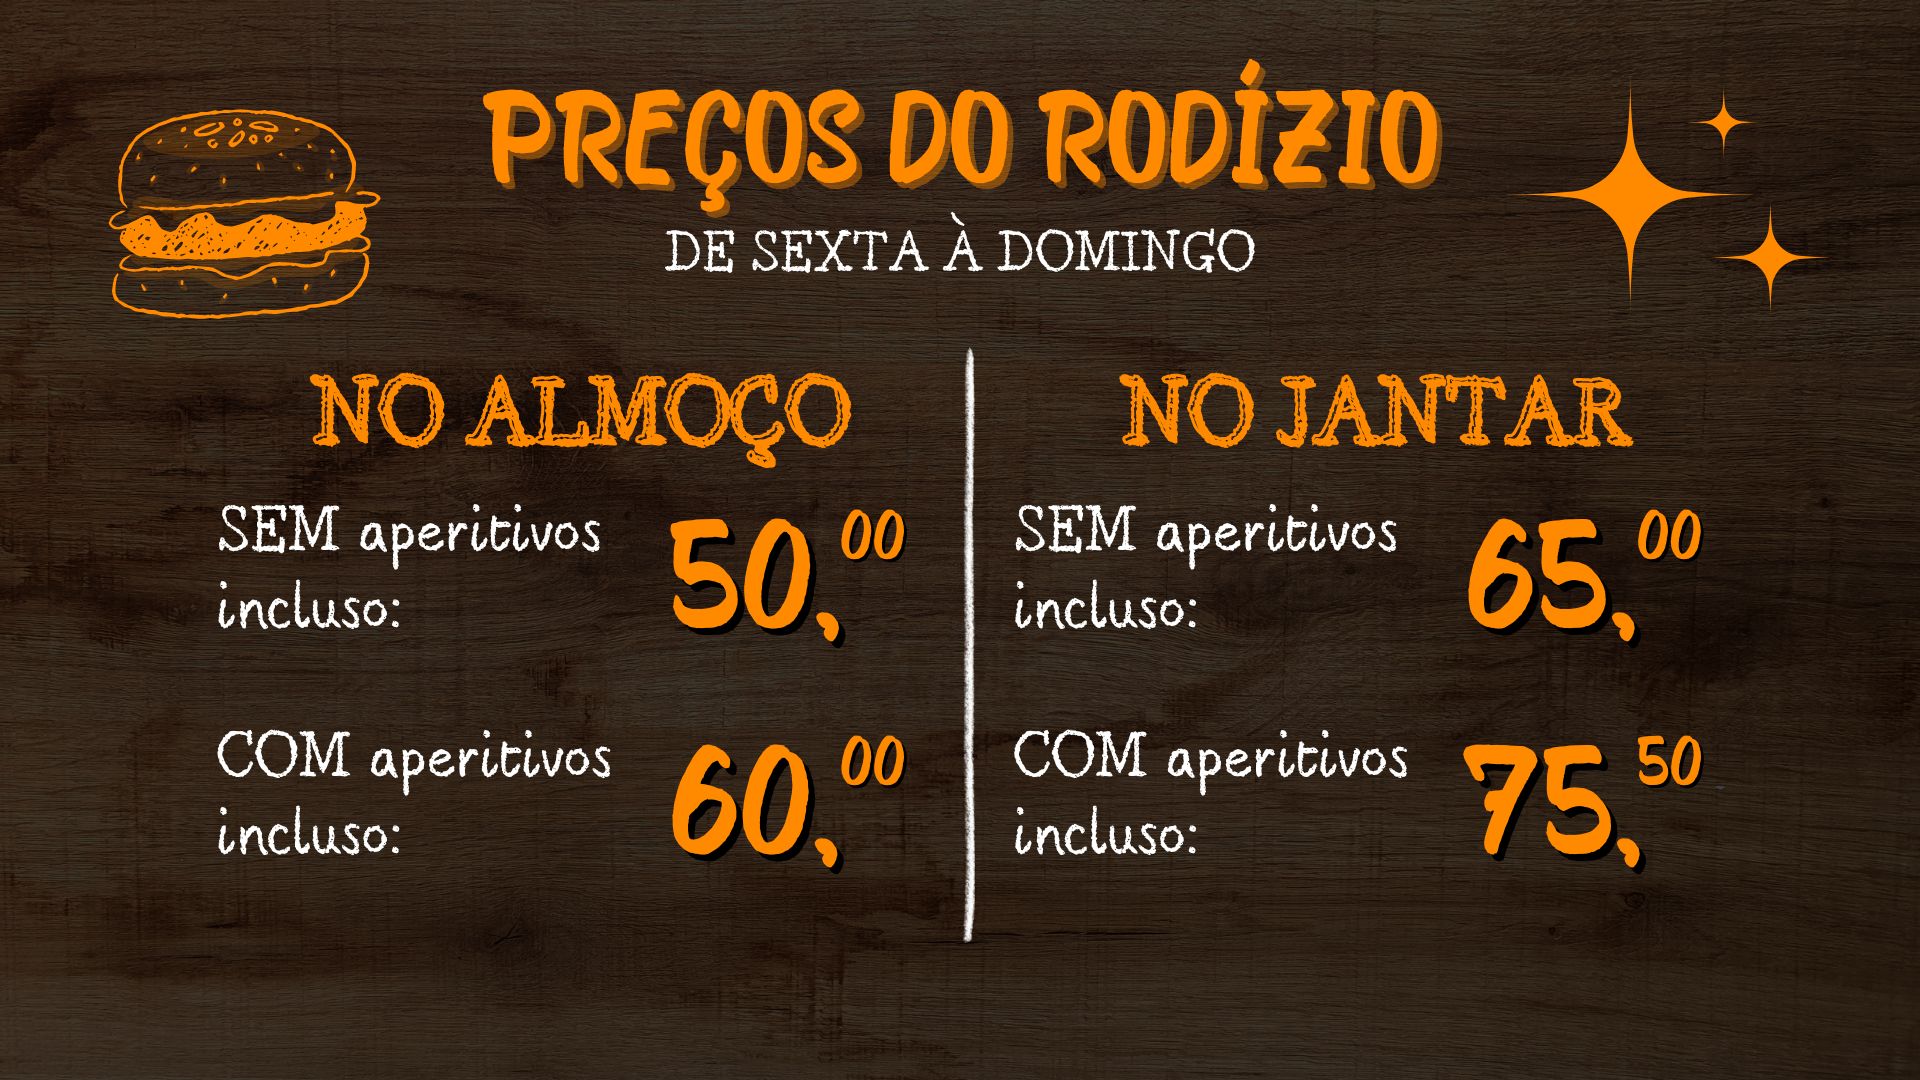 PREÇOS DO RODÍZIO
DE SEXTA À DOMINGO
NO ALMOÇO
SEM aperitivos
incluso:
50,00
COM aperitivos
incluso:
60,00
NO JANTAR
SEM aperitivos
incluso:
65,00
COM aperitivos
incluso:
75,50